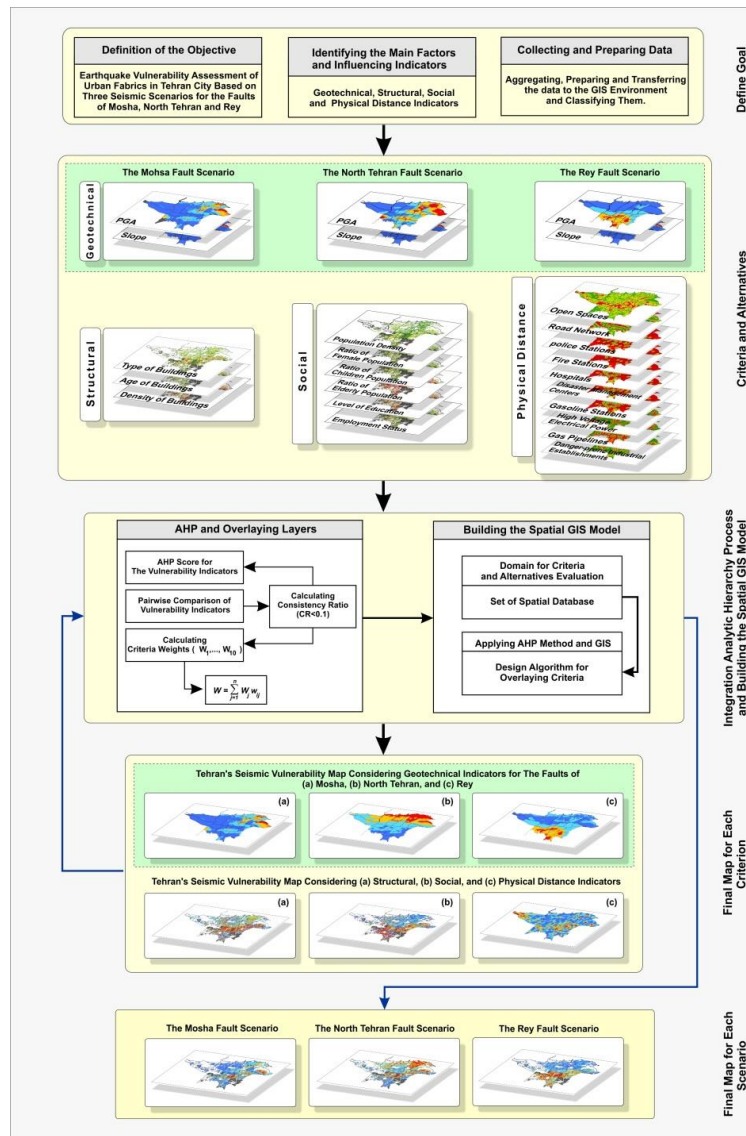 Definition of the Objective
Earthquake Vulnerability Assessment of
Urban Fabrics in Tehran City Based on
Three Seismic Scenarios for the Faults
of Mosha, North Tehran and Rey
Identifying the Main Factors
and Influencing Indicators
Geotechnical, Structural, Social
and Physical Distance Indicators
Collecting and Preparing Data
Aggregating, Preparing and Transferring
the data to the GIS Environment
and Classifying Them.
Define Goal
The Mohsa Fault Scenario
The North Tehran Fault Scenario
The Rey Fault Scenario
Geotechnical
PGA
Slope
PGA
Slope
PGA
Slope
Structural
Type of Buildings
Age of Buildings
Density of Buildings
Social
Population Density
Ratio of
Female Population
Ratio of
Children Population
Ratio of
Elderly Population
Level of Education
Employment Status
Physical Distance
Open Spaces
Road Network
police Stations
Fire Stations
Hospitals
Disaster Management
Centers
Gasoline Stations
High Voltage
Electrical Power
Gas Pipelines
Industrial
Establishments
Criteria and Alternatives
AHP and Overlaying Layers
AHP Score for
The Vulnerability Indicators
Pairwise Comparison of
Vulnerability Indicators
Calculating
Consistency Ratio
(CR<0.1)
Calculating
Criteria Weights ( W1,..., W10 )
W = ∑ⁿj=1 Wj wij
Building the Spatial GIS Model
Domain for Criteria
and Alternatives Evaluation
Set of Spatial Database
Applying AHP Method and GIS
Design Algorithm for
Overlaying Criteria
Integration Analytic Hierarchy Process
and Building the Spatial GIS Model
Tehran's Seismic Vulnerability Map Considering Geotechnical Indicators for The Faults of
(a) Mosha, (b) North Tehran, and (c) Rey
(a)
(b)
(c)
Tehran's Seismic Vulnerability Map Considering (a) Structural, (b) Social, and (c) Physical Distance Indicators
(a)
(b)
(c)
Final Map for Each
Criterion
The Mosha Fault Scenario
The North Tehran Fault Scenario
The Rey Fault Scenario
Final Map for Each
Scenario